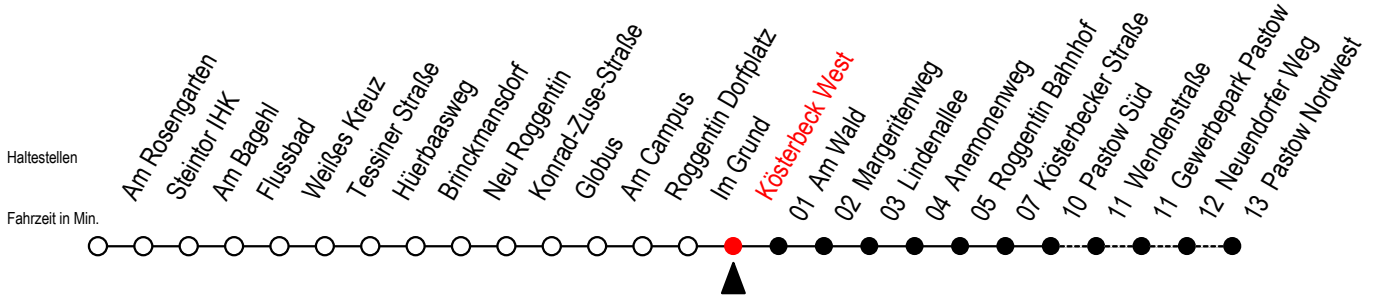 Haltestellen
Fahrzeit in Min.
Am Rosengarten
Steintor IHK
Am Bagehl
Flussbad
Weißes Kreuz
Tessiner Straße
Hüerbaasweg
Brinckmansdorf
Neu Roggentin
Konrad-Zuse-Straße
Globus
Am Campus
Roggentin Dorfplatz
Im Grund
Kösterbeck West
01 Am Wald
02 Margeritenweg
03 Lindenallee
04 Anemonenweg
05 Roggentin Bahnhof
07 Kösterbecker Straße
10 Pastow Süd
11 Wendenstraße
11 Gewerbepark Pastow
12 Neuendorfer Weg
13 Pastow Nordwest